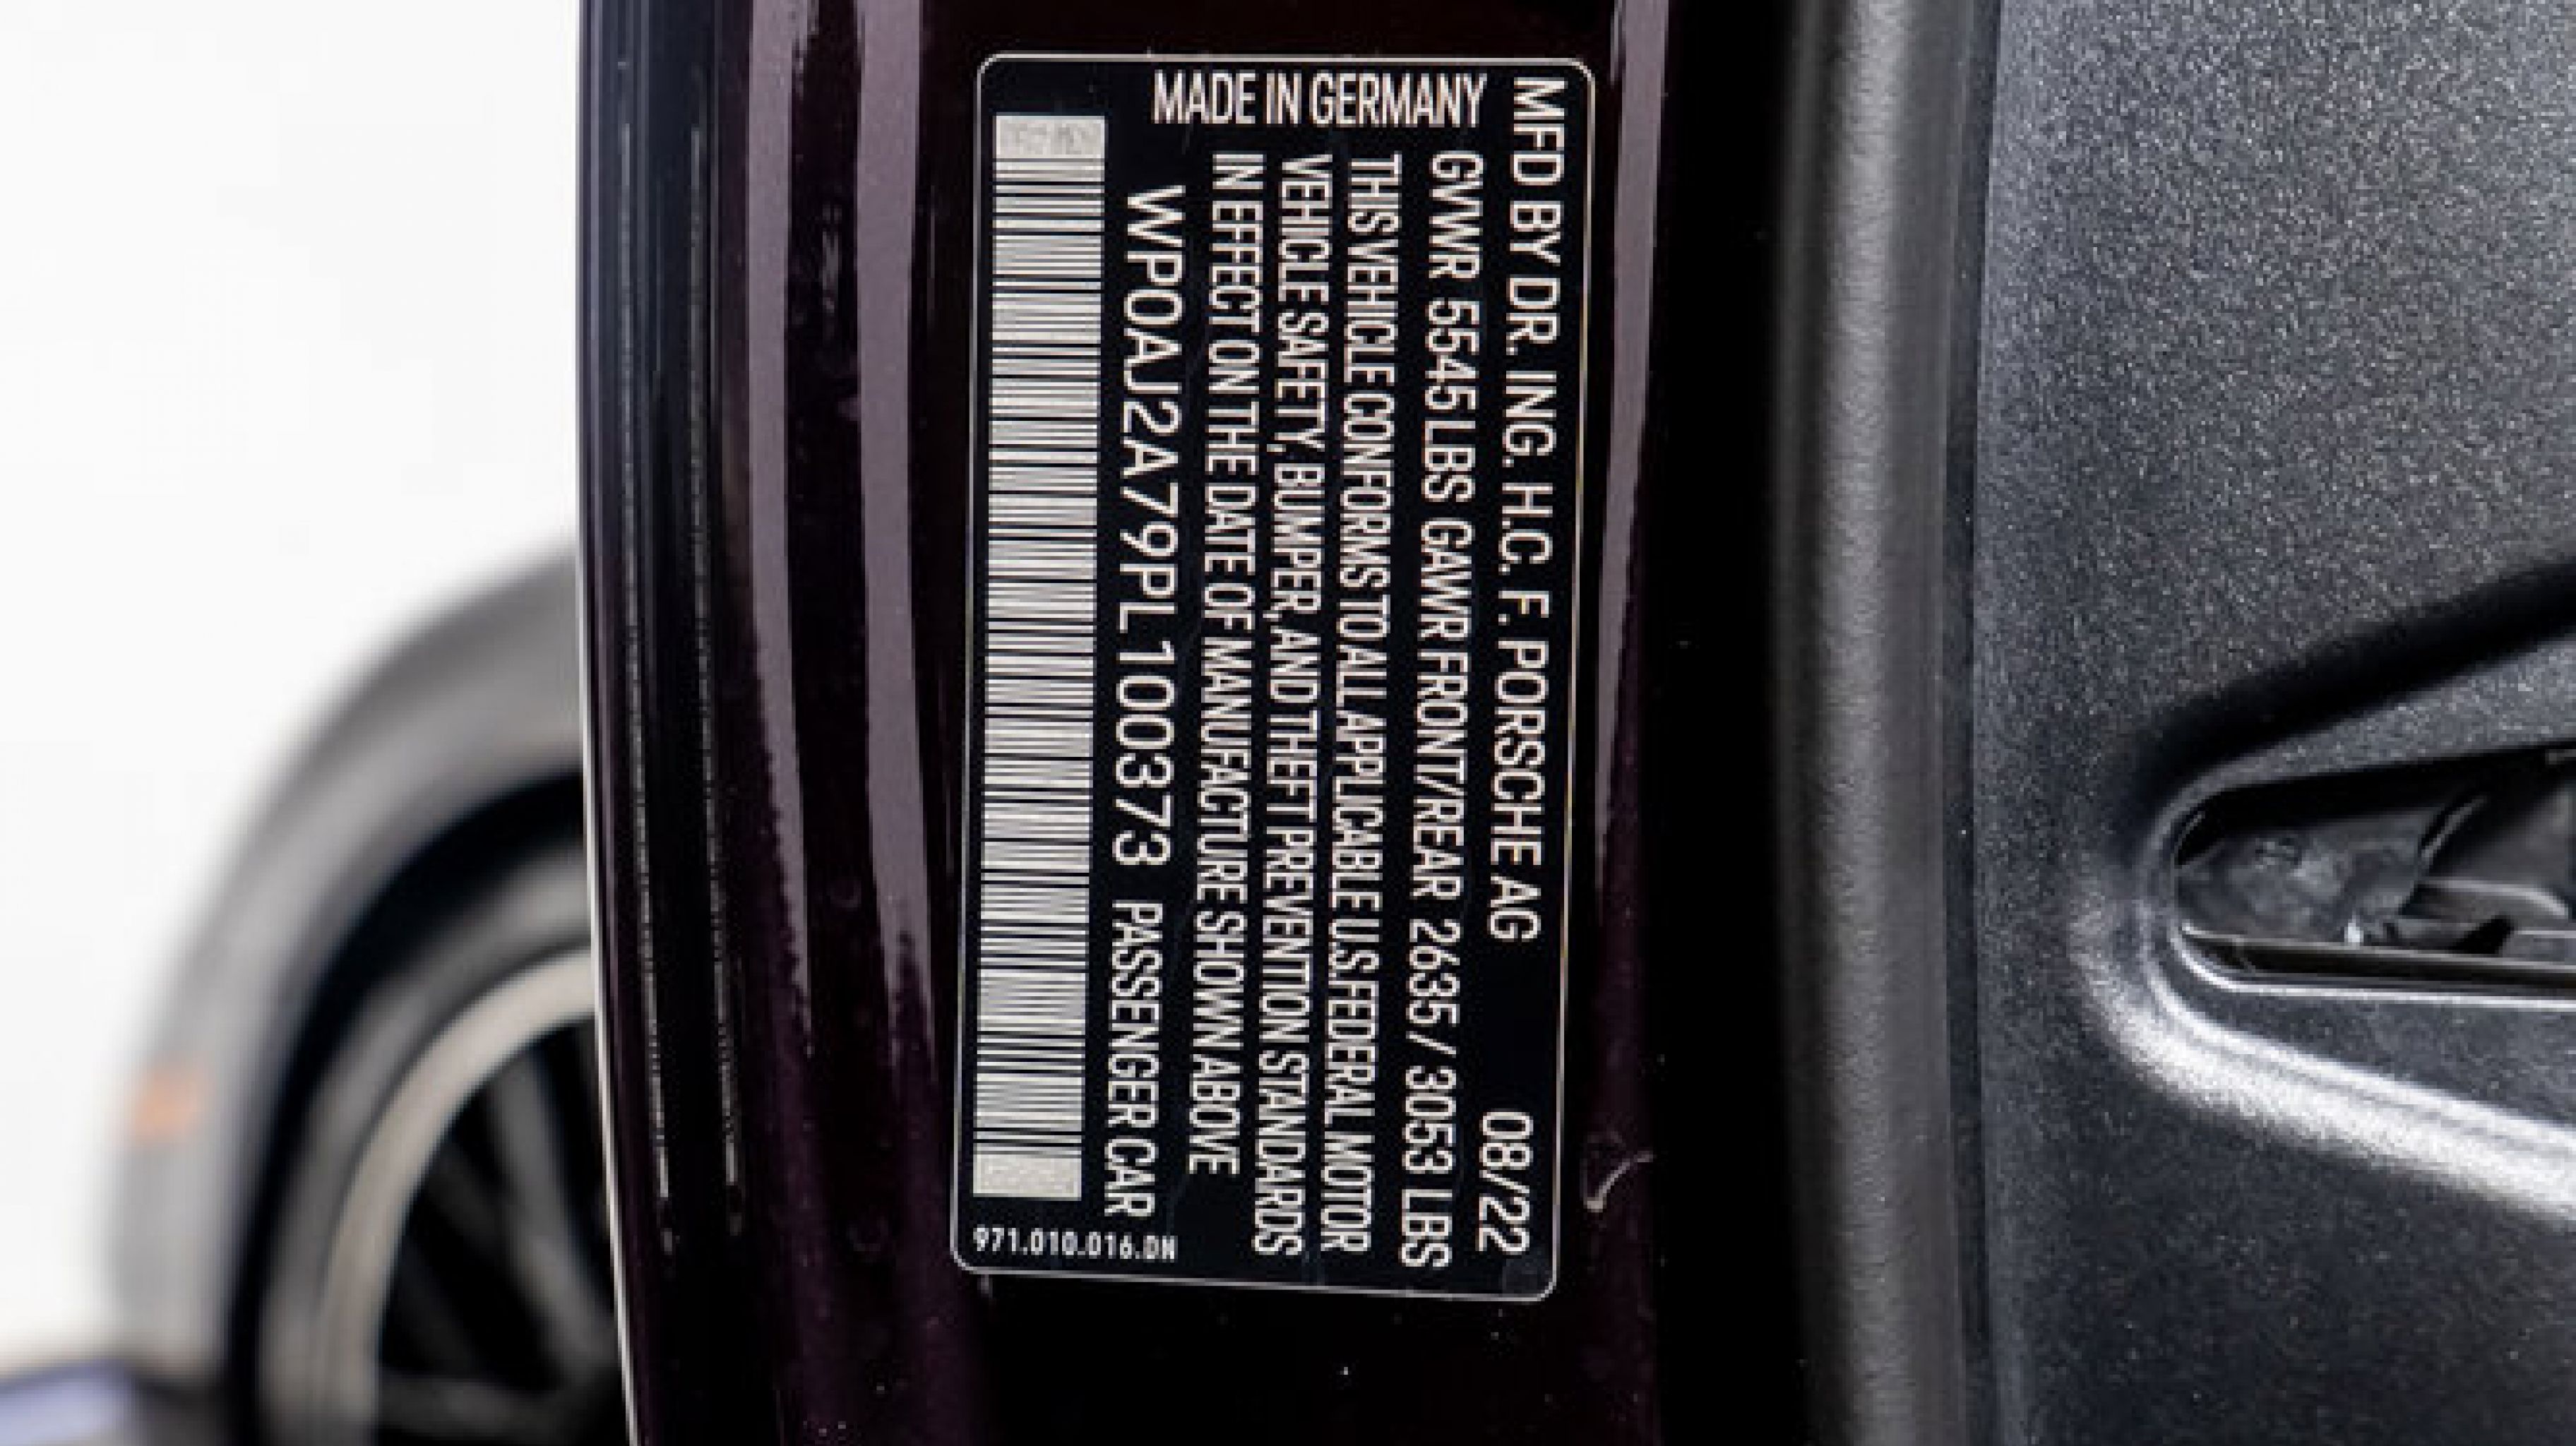 MFD BY DR. ING. H.C. F. PORSCHE AG 08/22
GVWR 5545 LBS GAWR FRONT/REAR 2635 / 3053 LBS
THIS VEHICLE CONFORMS TO ALL APPLICABLE U.S. FEDERAL MOTOR
VEHICLE SAFETY, BUMPER, AND THEFT PREVENTION STANDARDS
IN EFFECT ON THE DATE OF MANUFACTURE SHOWN ABOVE
WP0AJ2A79PL100373 PASSENGER CAR
MADE IN GERMANY
971.010.016.DN